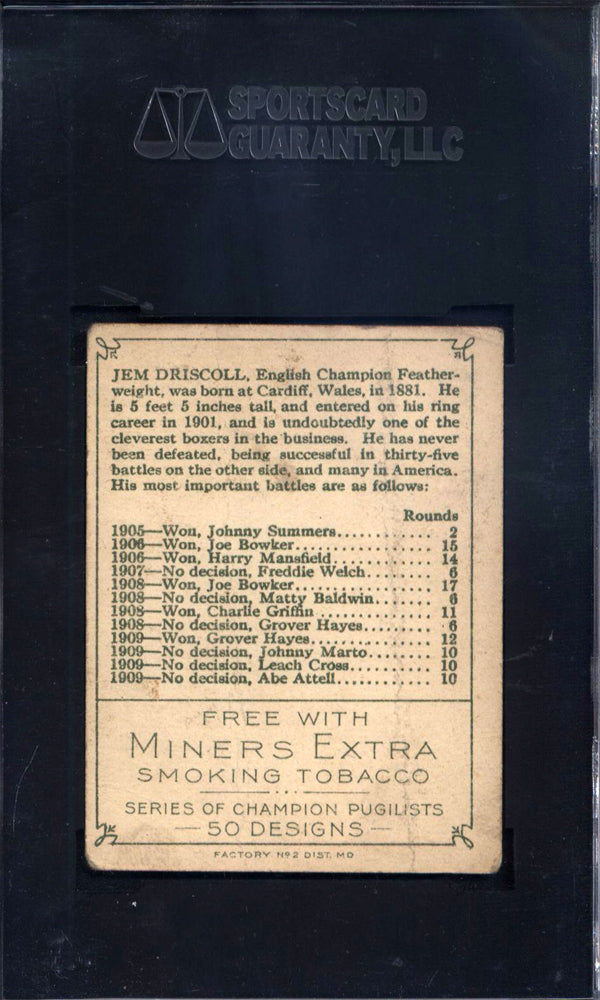 SPORTSCARD
GUARANTY, LLC
JEM DRISCOLL, English Champion Feather-
weight, was born at Cardiff, Wales, in 1881. He
is 5 feet 5 inches tall, and entered on his ring
career in 1901, and is undoubtedly one of the
cleverest boxers in the business. He has never
been defeated, being successful in thirty-five
battles on the other side, and many in America.
His most important battles are as follows:
Rounds
1905—Won, Johnny Summers............ 2
1906—Won, Joe Bowker................. 15
1906—Won, Harry Mansfield............ 14
1907—No decision, Freddie Welch........ 6
1908—Won, Joe Bowker................. 17
1908—No decision, Matty Baldwin....... 6
1908—Won, Charlie Griffin .............. 11
1908—No decision, Grover Hayes......... 6
1909—Won, Grover Hayes............... 12
1909—No decision, Johnny Marto........ 10
1909—No decision, Leach Cross.......... 10
1909—No decision, Abe Attell............ 10
FREE WITH
MINERS EXTRA
SMOKING TOBACCO
SERIES OF CHAMPION PUGILISTS
—50 DESIGNS—
FACTORY Nº 2 DIST. MD